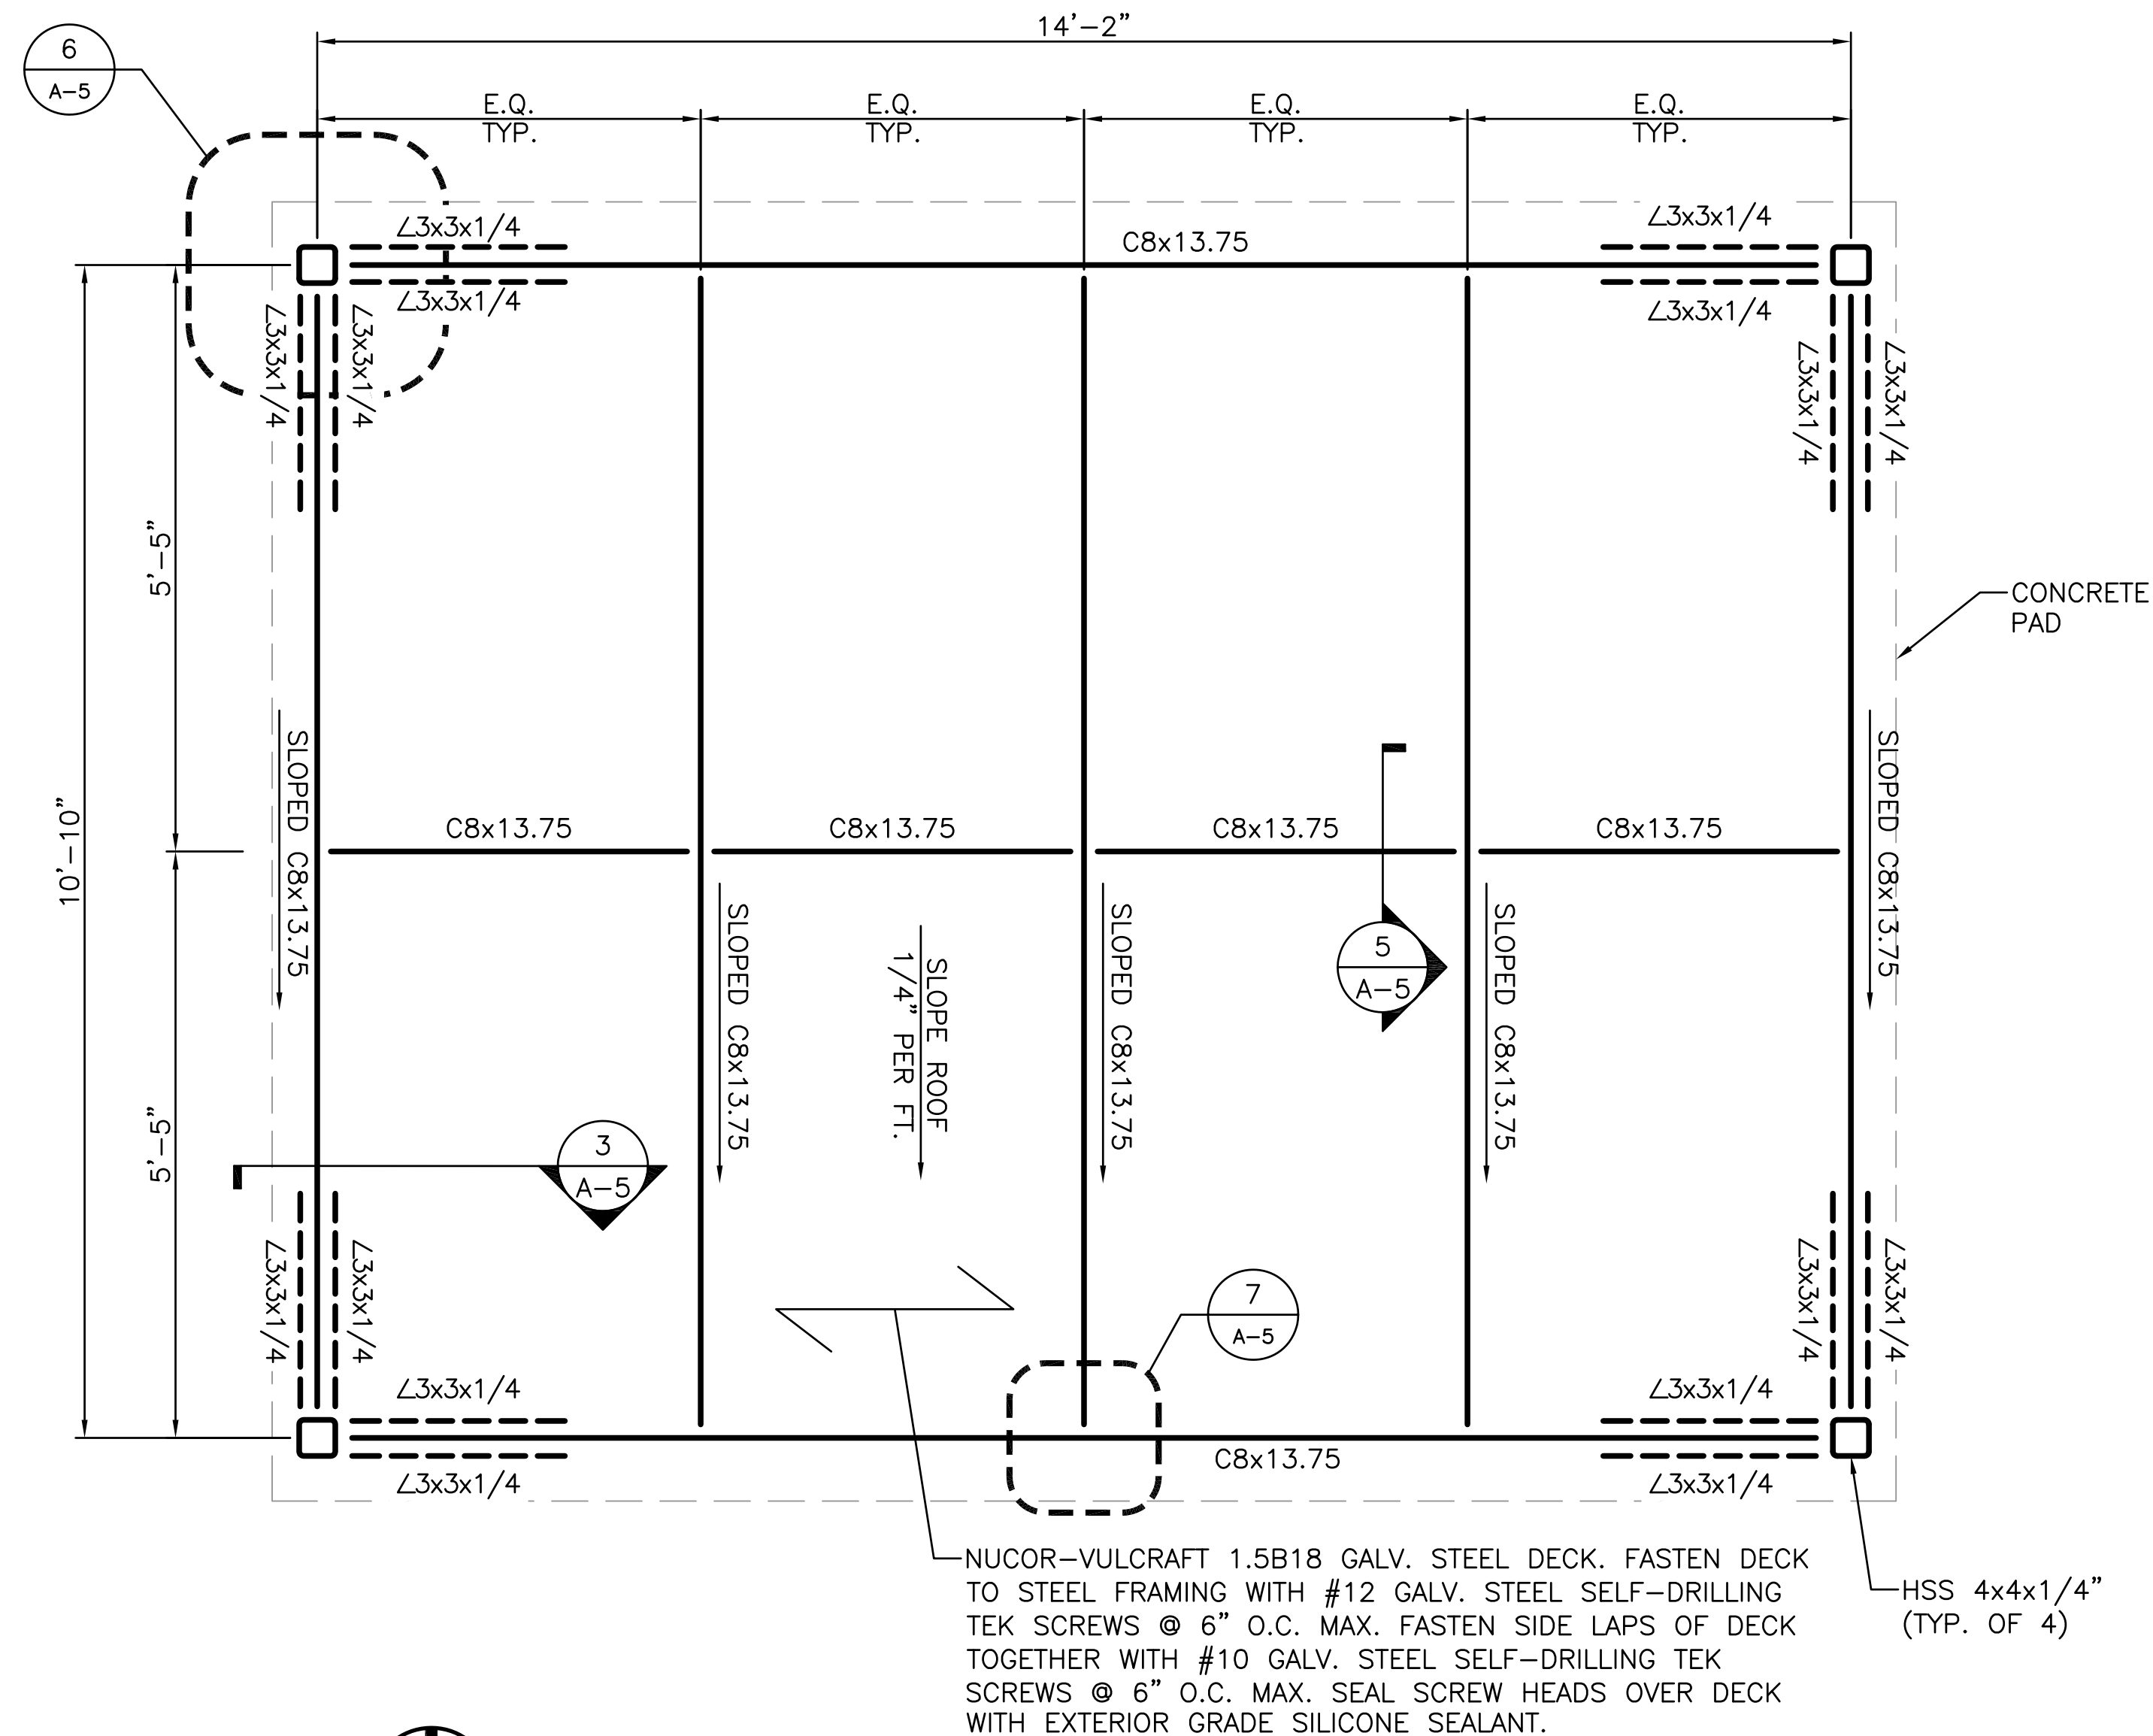 14'-2"
6
A-5
E.Q.
TYP.
E.Q.
TYP.
E.Q.
TYP.
E.Q.
TYP.
∠3x3x1/4
∠3x3x1/4
C8x13.75
∠3x3x1/4
∠3x3x1/4
∠3x3x1/4
∠3x3x1/4
∠3x3x1/4
∠3x3x1/4
5'-5"
CONCRETE
PAD
10'-10"
SLOPED C8x13.75
C8x13.75
C8x13.75
C8x13.75
C8x13.75
SLOPED C8x13.75
SLOPED C8x13.75
SLOPE ROOF
1/4" PER FT.
SLOPED C8x13.75
5
A-5
SLOPED C8x13.75
5'-5"
3
A-5
7
A-5
∠3x3x1/4
∠3x3x1/4
∠3x3x1/4
∠3x3x1/4
∠3x3x1/4
∠3x3x1/4
C8x13.75
∠3x3x1/4
∠3x3x1/4
NUCOR-VULCRAFT 1.5B18 GALV. STEEL DECK. FASTEN DECK
TO STEEL FRAMING WITH #12 GALV. STEEL SELF-DRILLING
TEK SCREWS @ 6" O.C. MAX. FASTEN SIDE LAPS OF DECK
TOGETHER WITH #10 GALV. STEEL SELF-DRILLING TEK
SCREWS @ 6" O.C. MAX. SEAL SCREW HEADS OVER DECK
WITH EXTERIOR GRADE SILICONE SEALANT.
HSS 4x4x1/4"
(TYP. OF 4)